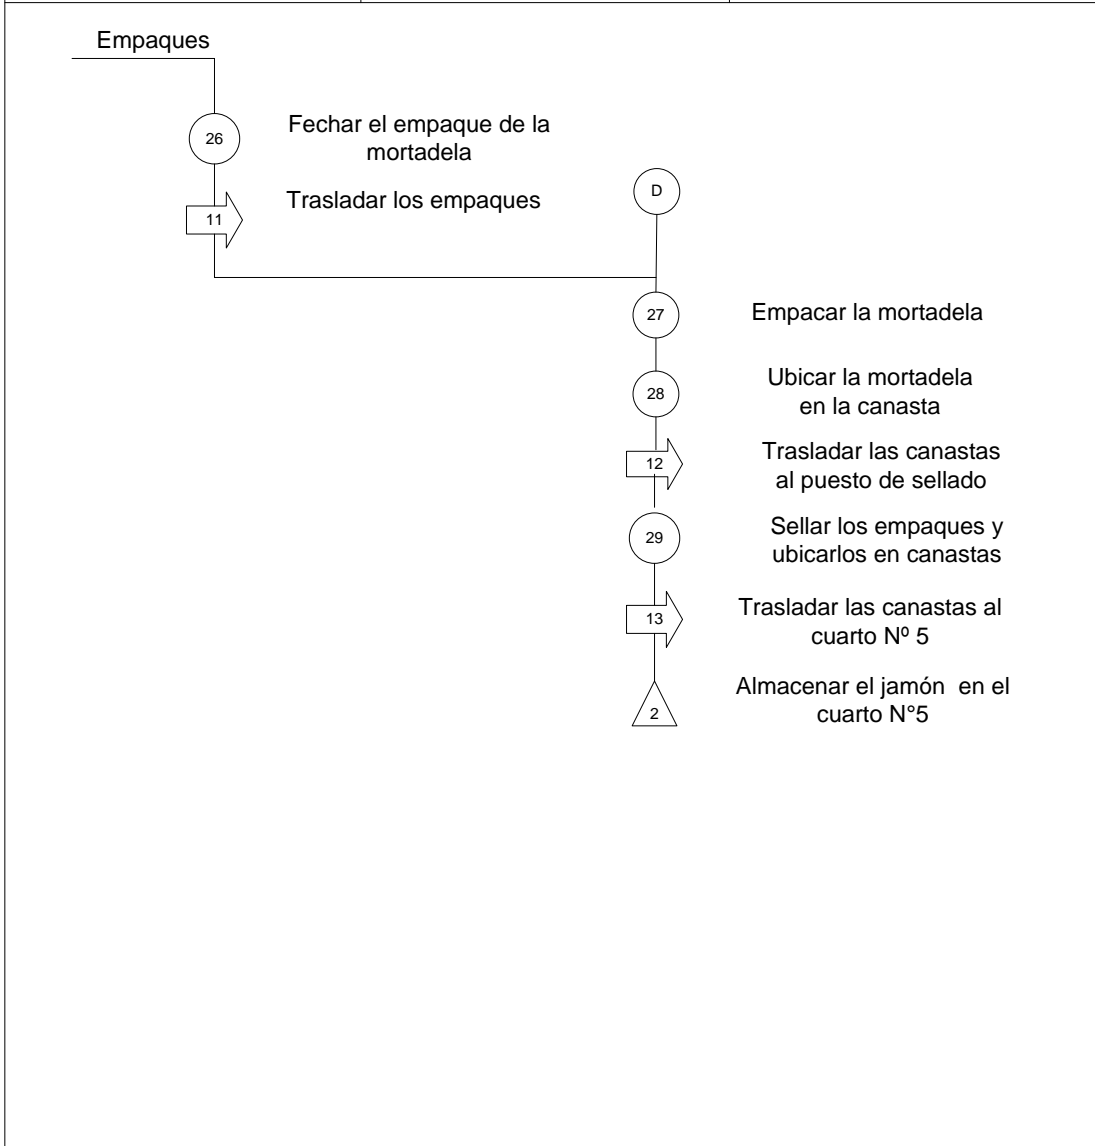 Empaques
26
Fechar el empaque de la
mortadela
11
Trasladar los empaques
D
27
Empacar la mortadela
28
Ubicar la mortadela
en la canasta
12
Trasladar las canastas
al puesto de sellado
29
Sellar los empaques y
ubicarlos en canastas
13
Trasladar las canastas al
cuarto Nº 5
2
Almacenar el jamón  en el
cuarto N°5